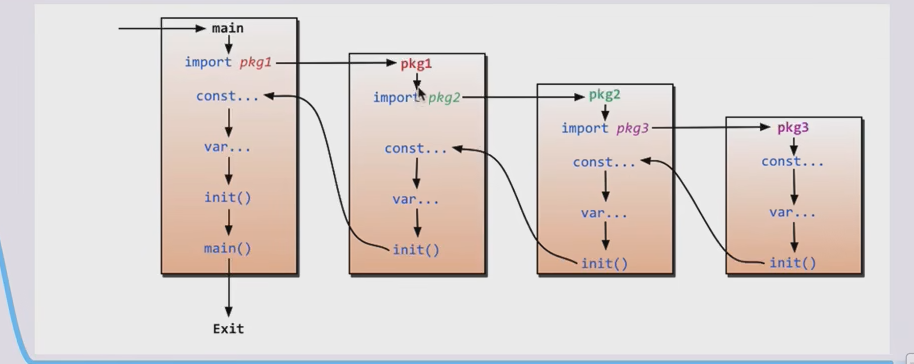 main
import pkg1
const...
var...
init()
main()
Exit
pkg1
import pkg2
const...
var...
init()
pkg2
import pkg3
const...
var...
init()
pkg3
const...
var...
init()